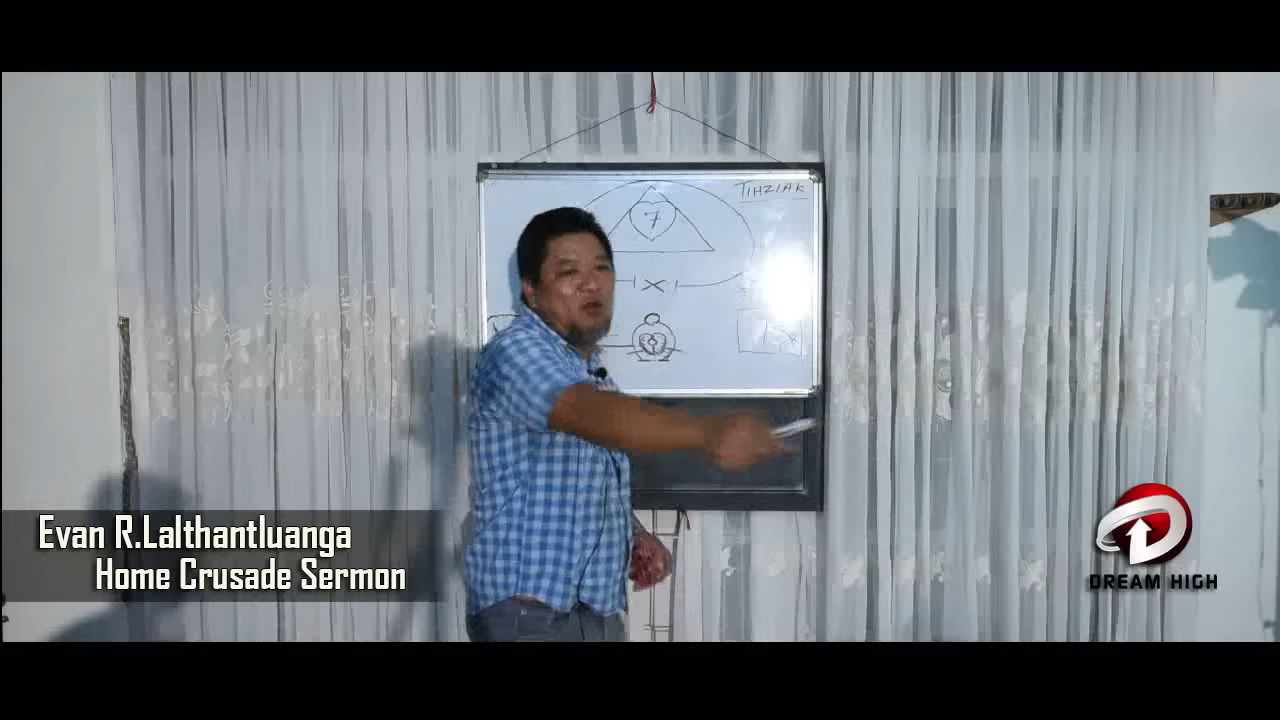 TIHZIAK
7
X
Evan R.Lalthantluanga
Home Crusade Sermon
DREAM HIGH